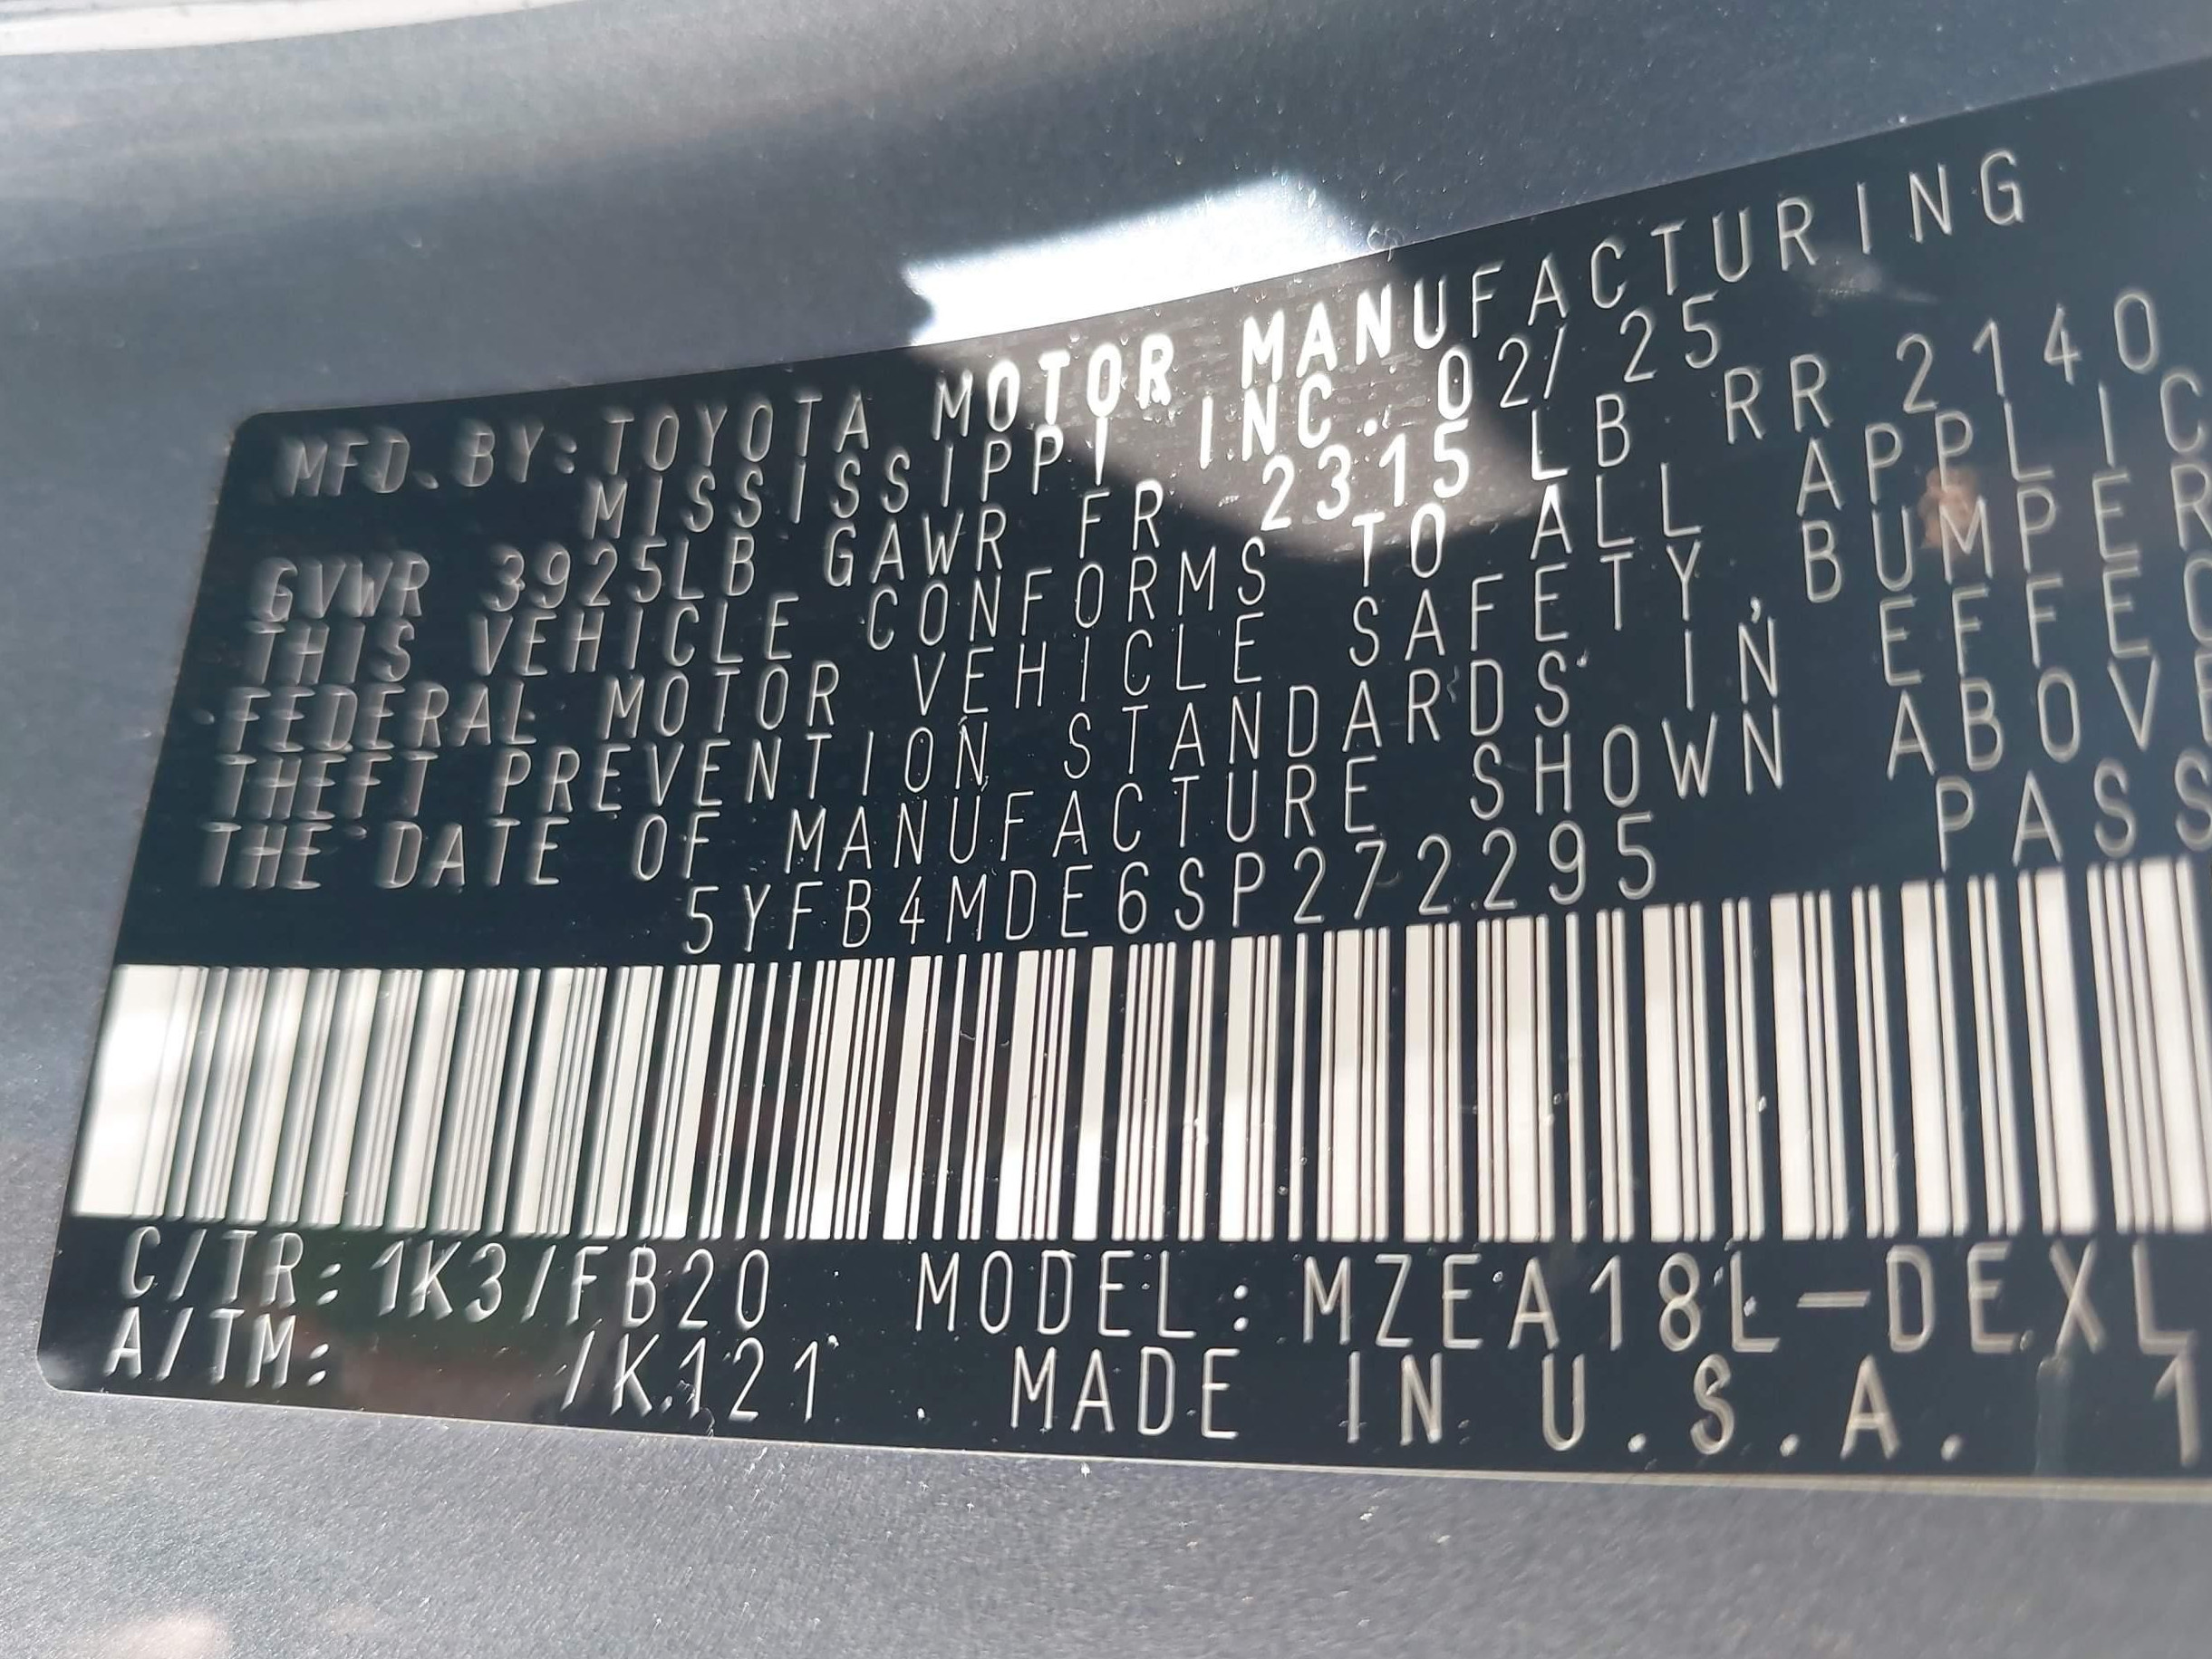 MFD. BY: TOYOTA MOTOR MANUFACTURING
MISSISSIPPI INC. 02/25
GVWR 3925LB GAWR FR 2315 LB RR 2140
THIS VEHICLE CONFORMS TO ALL APPLIC
FEDERAL MOTOR VEHICLE SAFETY, BUMPER
THEFT PREVENTION STANDARDS IN EFFEC
THE DATE OF MANUFACTURE SHOWN ABOV
5YFB4MDE6SP272295 PASS
C/TR: 1K3/FB20 MODEL: MZEA18L-DEXL
A/TM: /K121 MADE IN U.S.A. 1